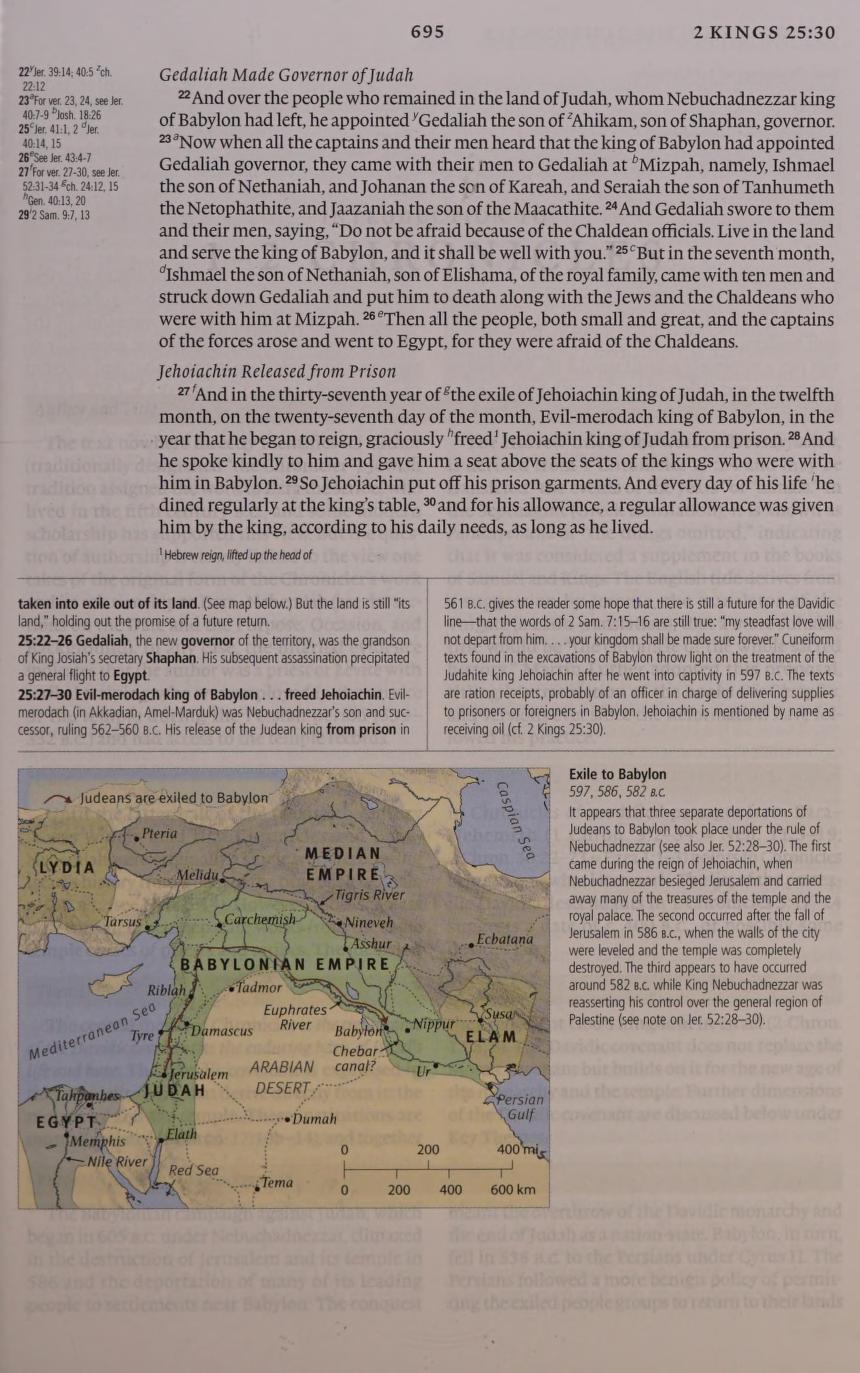 695
2 KINGS 25:30
22 yJer. 39:14; 40:5 zch.
22:12
23 aFor ver. 23, 24, see Jer.
40:7-9 bJosh. 18:26
25 cJer. 41:1, 2 dJer.
40:14, 15
26 eSee Jer. 43:4-7
27 fFor ver. 27-30, see Jer.
52:31-34 gch. 24:12, 15
hGen. 40:13, 20
29 i2 Sam. 9:7, 13
Gedaliah Made Governor of Judah
22 And over the people who remained in the land of Judah, whom Nebuchadnezzar king
of Babylon had left, he appointed yGedaliah the son of zAhikam, son of Shaphan, governor.
23 aNow when all the captains and their men heard that the king of Babylon had appointed
Gedaliah governor, they came with their men to Gedaliah at bMizpah, namely, Ishmael
the son of Nethaniah, and Johanan the son of Kareah, and Seraiah the son of Tanhumeth
the Netophathite, and Jaazaniah the son of the Maacathite. 24 And Gedaliah swore to them
and their men, saying, “Do not be afraid because of the Chaldean officials. Live in the land
and serve the king of Babylon, and it shall be well with you.” 25 cBut in the seventh month,
dIshmael the son of Nethaniah, son of Elishama, of the royal family, came with ten men and
struck down Gedaliah and put him to death along with the Jews and the Chaldeans who
were with him at Mizpah. 26 eThen all the people, both small and great, and the captains
of the forces arose and went to Egypt, for they were afraid of the Chaldeans.
Jehoiachin Released from Prison
27 fAnd in the thirty-seventh year of gthe exile of Jehoiachin king of Judah, in the twelfth
month, on the twenty-seventh day of the month, Evil-merodach king of Babylon, in the
year that he began to reign, graciously hfreed1 Jehoiachin king of Judah from prison. 28 And
he spoke kindly to him and gave him a seat above the seats of the kings who were with
him in Babylon. 29 So Jehoiachin put off his prison garments. And every day of his life ihe
dined regularly at the king’s table, 30 and for his allowance, a regular allowance was given
him by the king, according to his daily needs, as long as he lived.
1 Hebrew reign, lifted up the head of
taken into exile out of its land. (See map below.) But the land is still “its
land,” holding out the promise of a future return.
25:22–26 Gedaliah, the new governor of the territory, was the grandson
of King Josiah’s secretary Shaphan. His subsequent assassination precipitated
a general flight to Egypt.
25:27–30 Evil-merodach king of Babylon . . . freed Jehoiachin. Evil-
merodach (in Akkadian, Amel-Marduk) was Nebuchadnezzar’s son and suc-
cessor, ruling 562–560 B.C. His release of the Judean king from prison in
561 B.C. gives the reader some hope that there is still a future for the Davidic
line—that the words of 2 Sam. 7:15–16 are still true: “my steadfast love will
not depart from him. . . . your kingdom shall be made sure forever.” Cuneiform
texts found in the excavations of Babylon throw light on the treatment of the
Judahite king Jehoiachin after he went into captivity in 597 B.C. The texts
are ration receipts, probably of an officer in charge of delivering supplies
to prisoners or foreigners in Babylon. Jehoiachin is mentioned by name as
receiving oil (cf. 2 Kings 25:30).
Judeans are exiled to Babylon
Caspian Sea
Pteria
LYDIA
MEDIAN
EMPIRE
Melidu
Tigris River
Tarsus
Carchemish
Nineveh
Asshur
Ecbatana
BABYLONIAN EMPIRE
Riblah
Tadmor
Mediterranean Sea
Euphrates
River
Susa
Tyre
Damascus
Babylon
Nippur
ELAM
Chebar
canal?
Ur
Jerusalem
ARABIAN
DESERT
JUDAH
Tahpanhes
Persian
Gulf
EGYPT
Dumah
Memphis
Elath
Nile River
Red Sea
Tema
0 200 400 mi
0 200 400 600 km
Exile to Babylon
597, 586, 582 B.C.
It appears that three separate deportations of
Judeans to Babylon took place under the rule of
Nebuchadnezzar (see also Jer. 52:28–30). The first
came during the reign of Jehoiachin, when
Nebuchadnezzar besieged Jerusalem and carried
away many of the treasures of the temple and the
royal palace. The second occurred after the fall of
Jerusalem in 586 B.C., when the walls of the city
were leveled and the temple was completely
destroyed. The third appears to have occurred
around 582 B.C. while King Nebuchadnezzar was
reasserting his control over the general region of
Palestine (see note on Jer. 52:28–30).